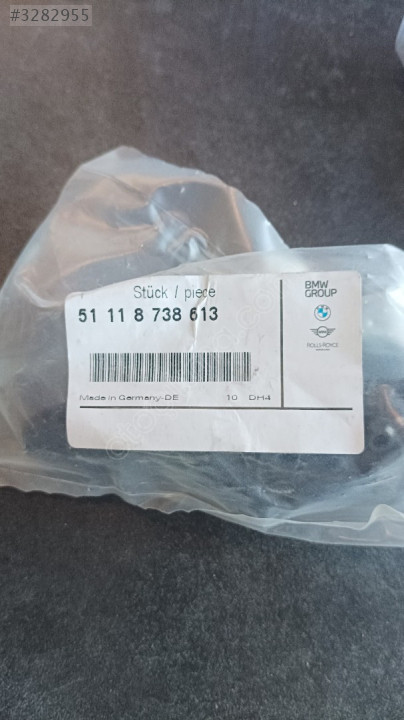 #3282955
Stück / piece
51 11 8 738 613
Made in Germany-DE 10 DH4
BMW
GROUP
ROLLS-ROYCE